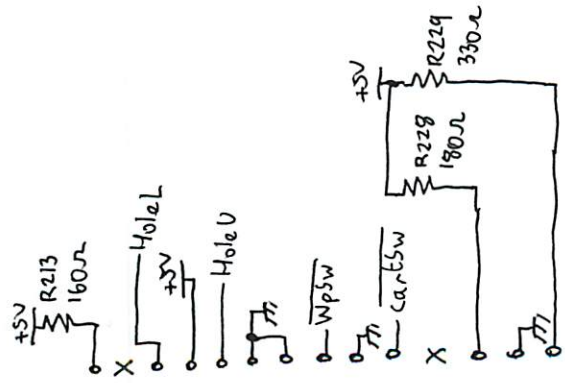 +5V
R213
160Ω
X
HoleL
+5V
HoleU
WpSw
CartSw
X
+5V
R228
180Ω
R229
330Ω